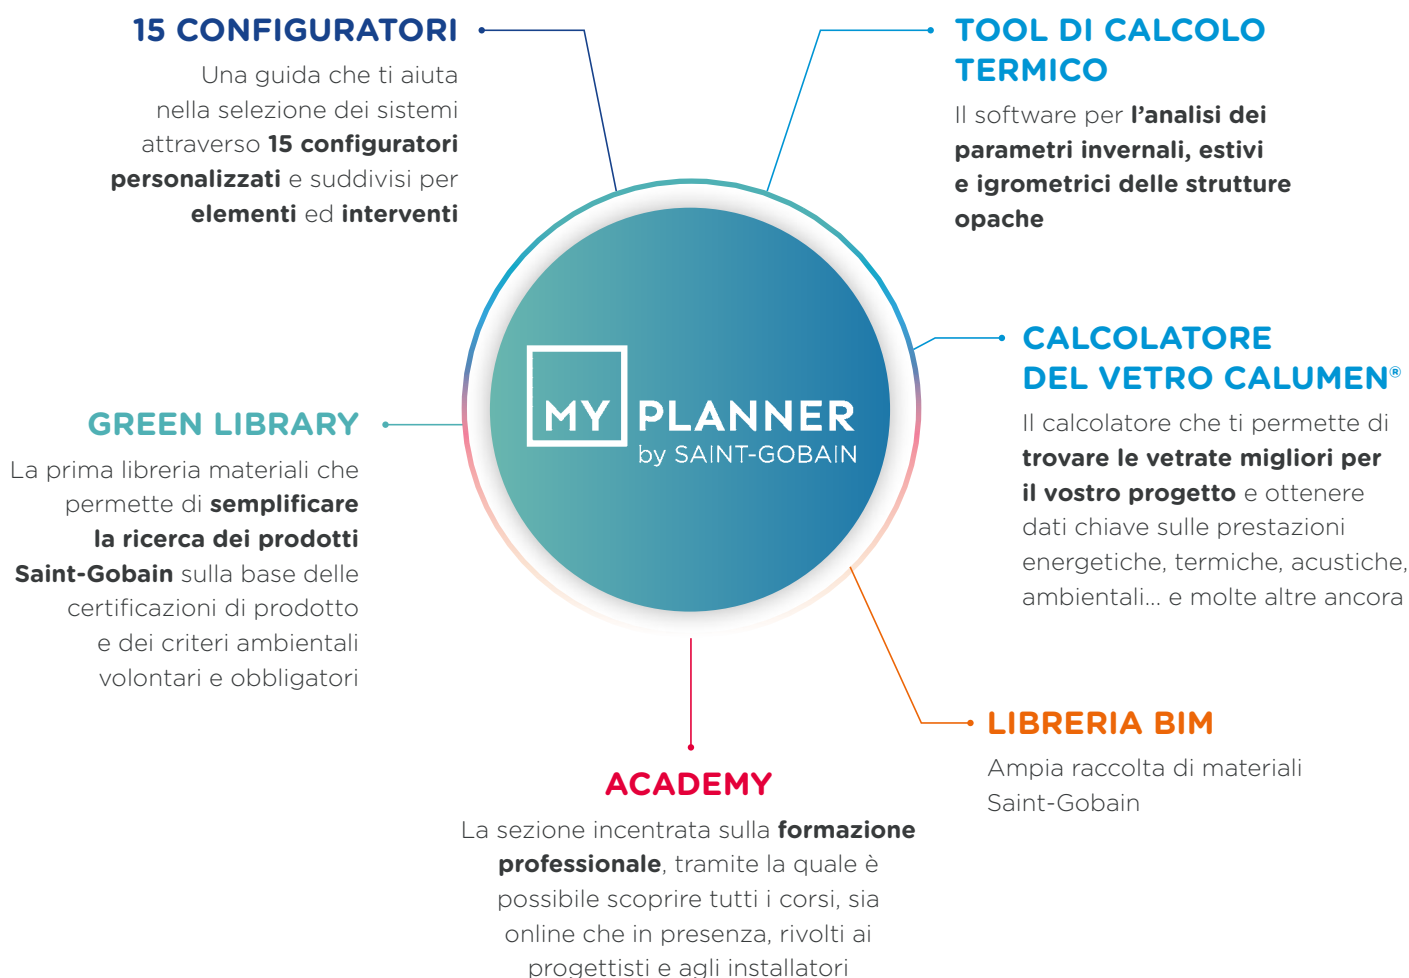 15 CONFIGURATORI
Una guida che ti aiuta
nella selezione dei sistemi
attraverso 15 configuratori
personalizzati e suddivisi per
elementi ed interventi
TOOL DI CALCOLO
TERMICO
Il software per l’analisi dei
parametri invernali, estivi
e igrometrici delle strutture
opache
MY PLANNER
by SAINT-GOBAIN
CALCOLATORE
DEL VETRO CALUMEN®
Il calcolatore che ti permette di
trovare le vetrate migliori per
il vostro progetto e ottenere
dati chiave sulle prestazioni
energetiche, termiche, acustiche,
ambientali... e molte altre ancora
GREEN LIBRARY
La prima libreria materiali che
permette di semplificare
la ricerca dei prodotti
Saint-Gobain sulla base delle
certificazioni di prodotto
e dei criteri ambientali
volontari e obbligatori
LIBRERIA BIM
Ampia raccolta di materiali
Saint-Gobain
ACADEMY
La sezione incentrata sulla formazione
professionale, tramite la quale è
possibile scoprire tutti i corsi, sia
online che in presenza, rivolti ai
progettisti e agli installatori